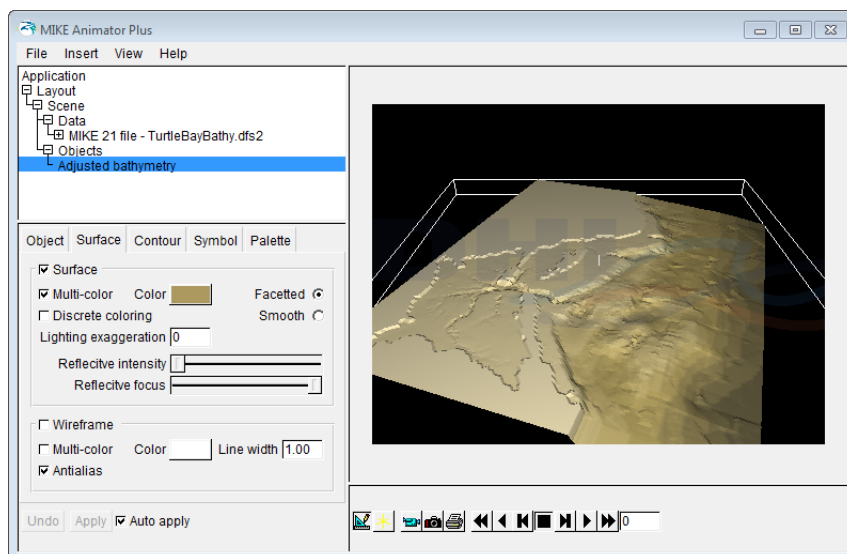 MIKE Animator Plus
File Insert View Help
Application
Layout
Scene
Data
MIKE 21 file - TurtleBayBathy.dfs2
Objects
Adjusted bathymetry
Object Surface Contour Symbol Palette
Surface
Multi-color Color Facetted
Discrete coloring Smooth
Lighting exaggeration 0
Reflective intensity
Reflective focus
Wireframe
Multi-color Color Line width 1.00
Antialias
Undo Apply Auto apply
0